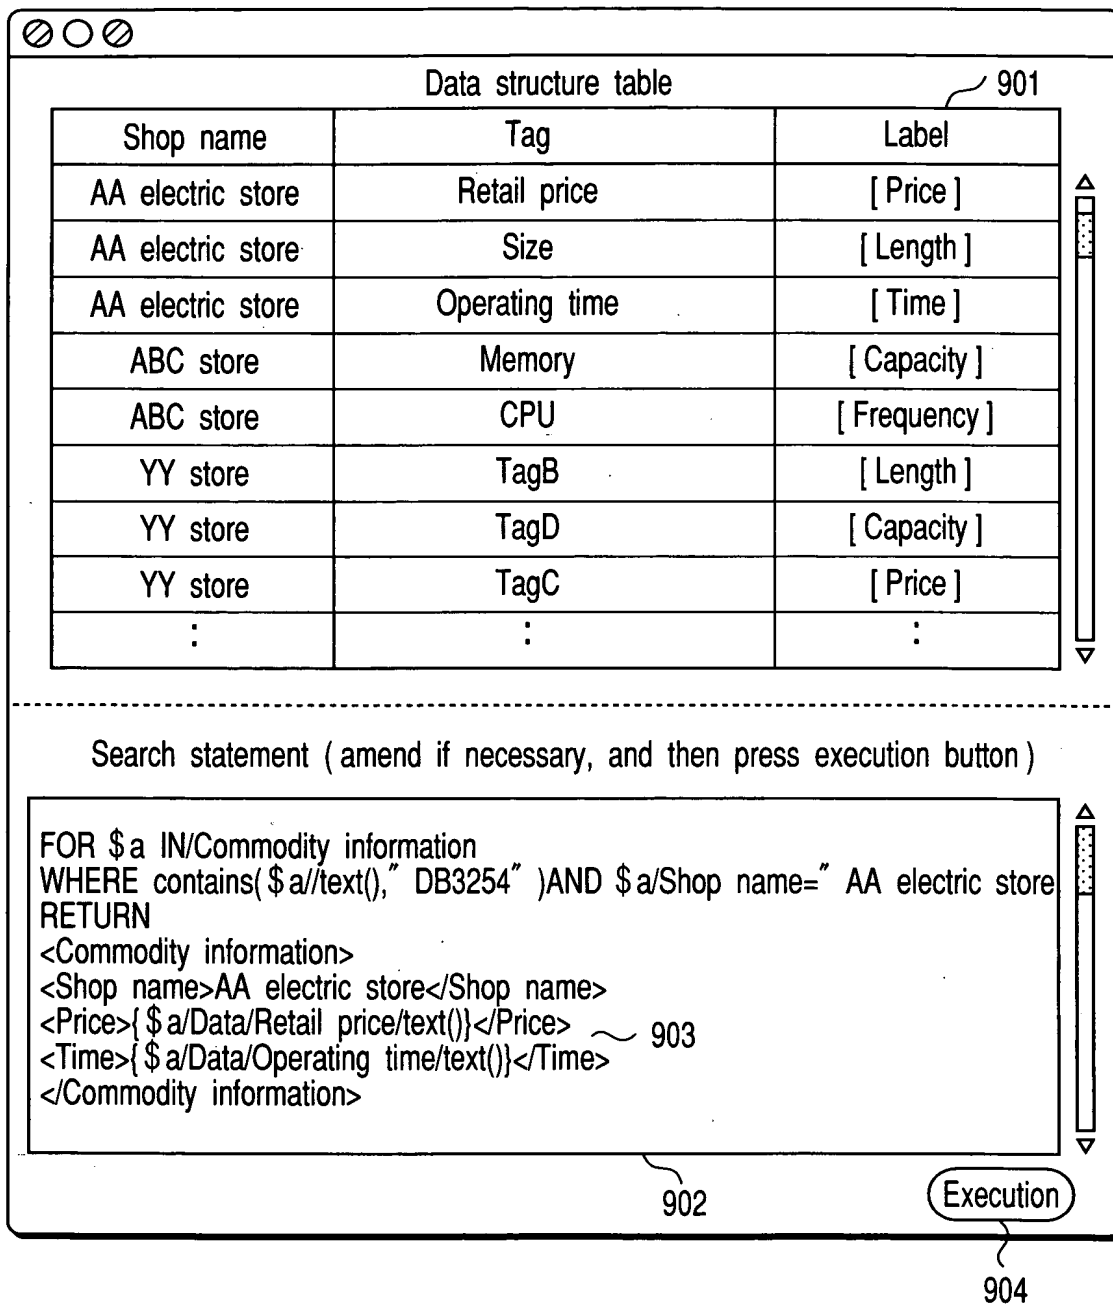 Data structure table
901
Shop name Tag Label
AA electric store Retail price [ Price ]
AA electric store Size [ Length ]
AA electric store Operating time [ Time ]
ABC store Memory [ Capacity ]
ABC store CPU [ Frequency ]
YY store TagB [ Length ]
YY store TagD [ Capacity ]
YY store TagC [ Price ]
: : :
Search statement ( amend if necessary, and then press execution button )
FOR $a IN/Commodity information
WHERE contains( $a//text(),″ DB3254″ )AND $a/Shop name=″ AA electric store
RETURN
<Commodity information>
<Shop name>AA electric store</Shop name>
<Price>{ $a/Data/Retail price/text()}</Price>
903
<Time>{ $a/Data/Operating time/text()}</Time>
</Commodity information>
902
Execution
904